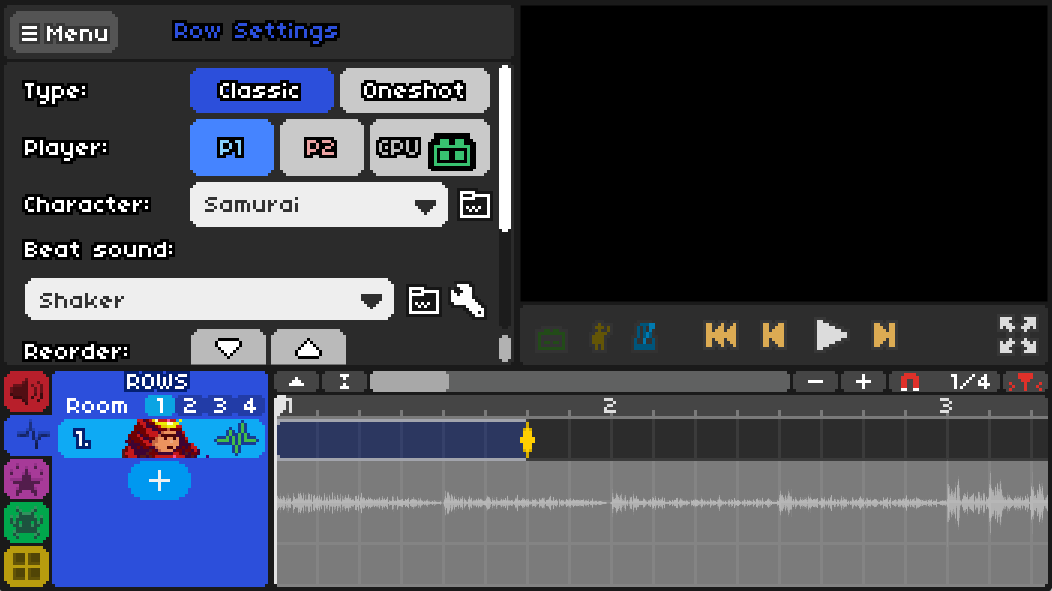 Menu
Row Settings
Type:
Classic
Oneshot
Player:
P1
P2
CPU
Character:
Samurai
Beat sound:
Shaker
Reorder:
ROWS
1/4
Room 1 2 3 4
1 2 3
1.